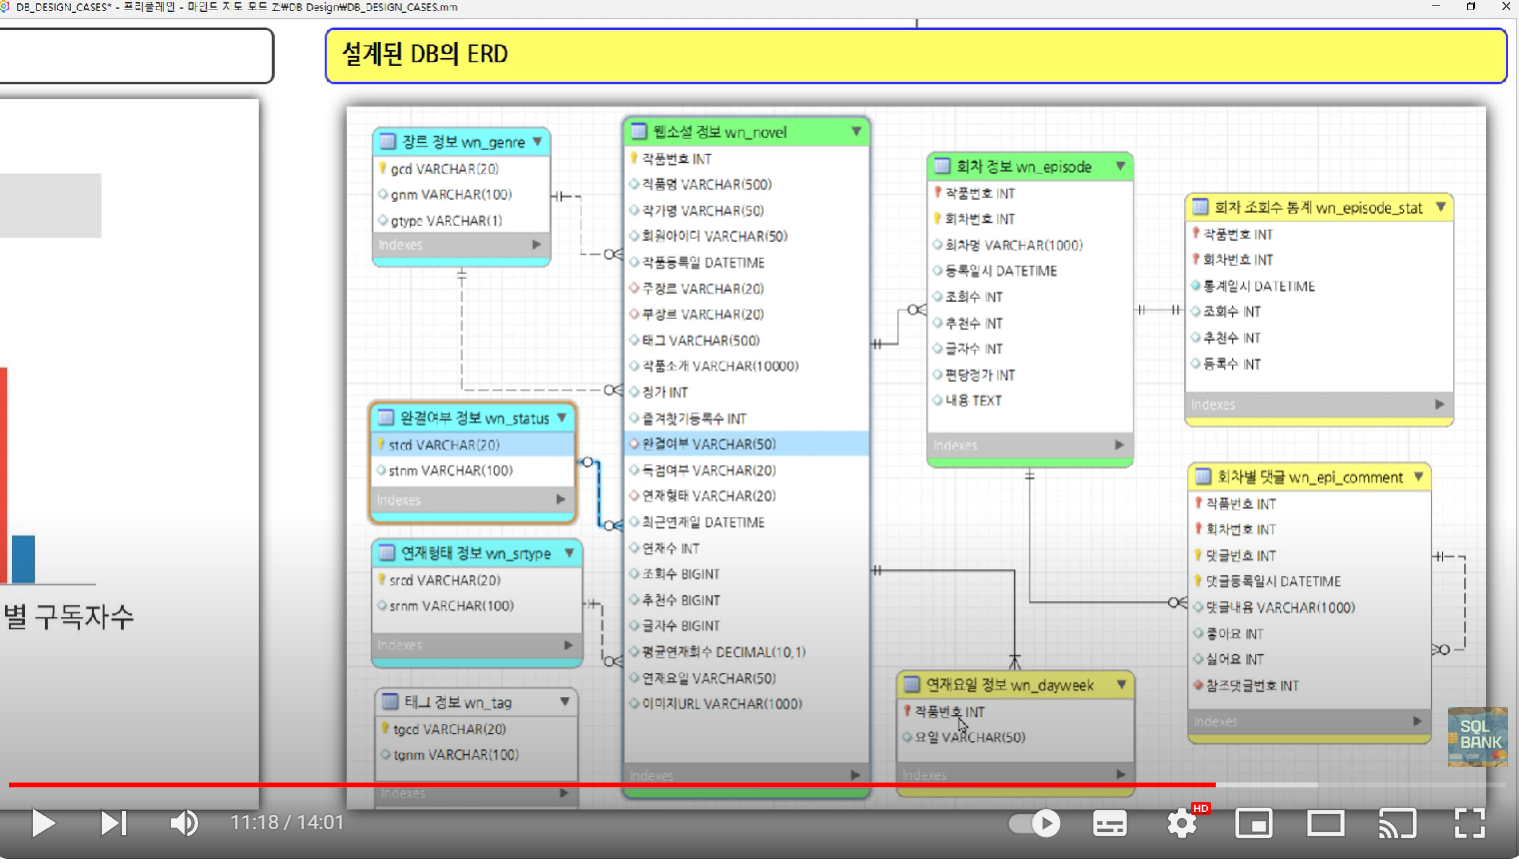 DB_DESIGN_CASES* - 프리플레인 - 마인드 지도 모드 Z:₩DB Design₩DB_DESIGN_CASES.mm
설계된 DB의 ERD
별 구독자수
장르 정보 wn_genre
gcd VARCHAR(20)
gnm VARCHAR(100)
gtype VARCHAR(1)
Indexes
완결여부 정보 wn_status
stcd VARCHAR(20)
stnm VARCHAR(100)
Indexes
연재형태 정보 wn_srtype
srcd VARCHAR(20)
srnm VARCHAR(100)
Indexes
태그 정보 wn_tag
tgcd VARCHAR(20)
tgnm VARCHAR(100)
Indexes
웹소설 정보 wn_novel
작품번호 INT
작품명 VARCHAR(500)
작가명 VARCHAR(50)
회원아이디 VARCHAR(50)
작품등록일 DATETIME
주장르 VARCHAR(20)
부장르 VARCHAR(20)
태그 VARCHAR(500)
작품소개 VARCHAR(10000)
정가 INT
즐겨찾기등록수 INT
완결여부 VARCHAR(50)
독점여부 VARCHAR(20)
연재형태 VARCHAR(20)
최근연재일 DATETIME
연재수 INT
조회수 BIGINT
추천수 BIGINT
글자수 BIGINT
평균연재회수 DECIMAL(10,1)
연재요일 VARCHAR(50)
이미지URL VARCHAR(1000)
Indexes
회차 정보 wn_episode
작품번호 INT
회차번호 INT
회차명 VARCHAR(1000)
등록일시 DATETIME
조회수 INT
추천수 INT
글자수 INT
편당정가 INT
내용 TEXT
Indexes
연재요일 정보 wn_dayweek
작품번호 INT
요일 VARCHAR(50)
Indexes
회차 조회수 통계 wn_episode_stat
작품번호 INT
회차번호 INT
통계일시 DATETIME
조회수 INT
추천수 INT
등록수 INT
Indexes
회차별 댓글 wn_epi_comment
작품번호 INT
회차번호 INT
댓글번호 INT
댓글등록일시 DATETIME
댓글내용 VARCHAR(1000)
좋아요 INT
싫어요 INT
참조댓글번호 INT
Indexes
SQL
BANK
11:18 / 14:01
HD